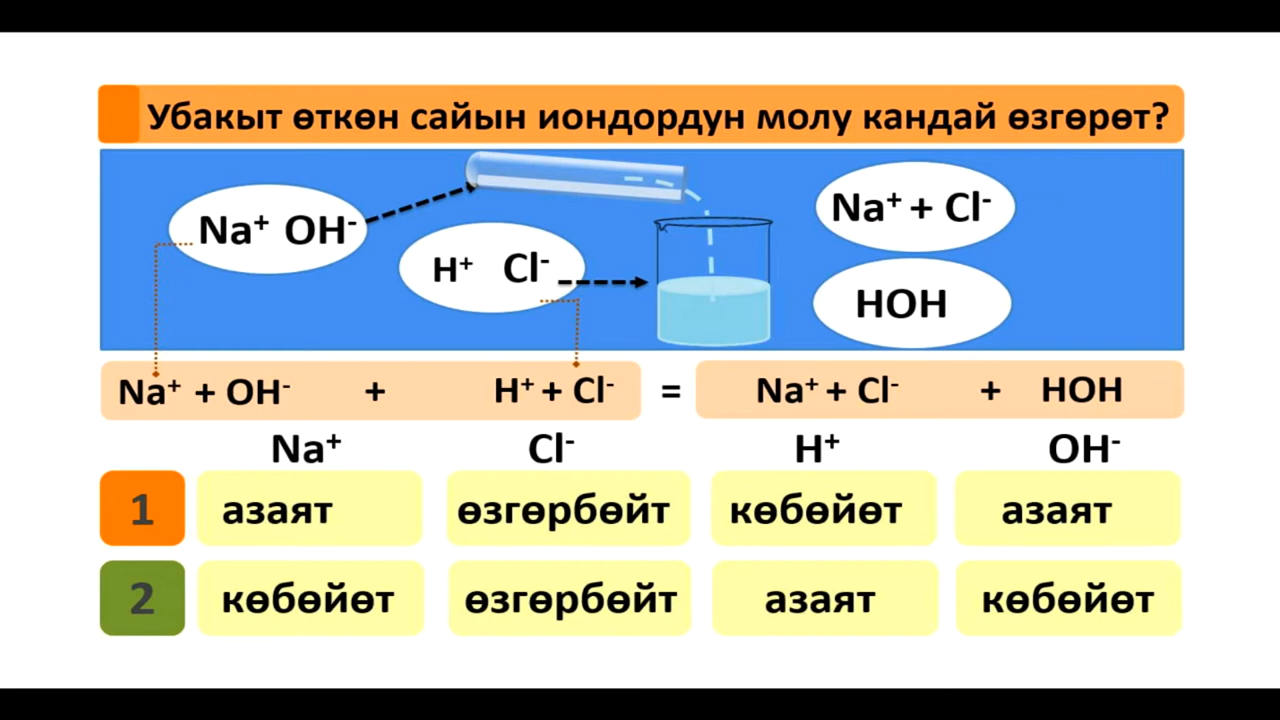 Убакыт өткөн сайын иондордун молу кандай өзгөрөт?
Na⁺ OH⁻
H⁺ Cl⁻
Na⁺ + Cl⁻
HOH
Na⁺ + OH⁻ + H⁺ + Cl⁻ = Na⁺ + Cl⁻ + HOH
Na⁺ Cl⁻ H⁺ OH⁻
1 азаят өзгөрбөйт көбөйөт азаят
2 көбөйөт өзгөрбөйт азаят көбөйөт